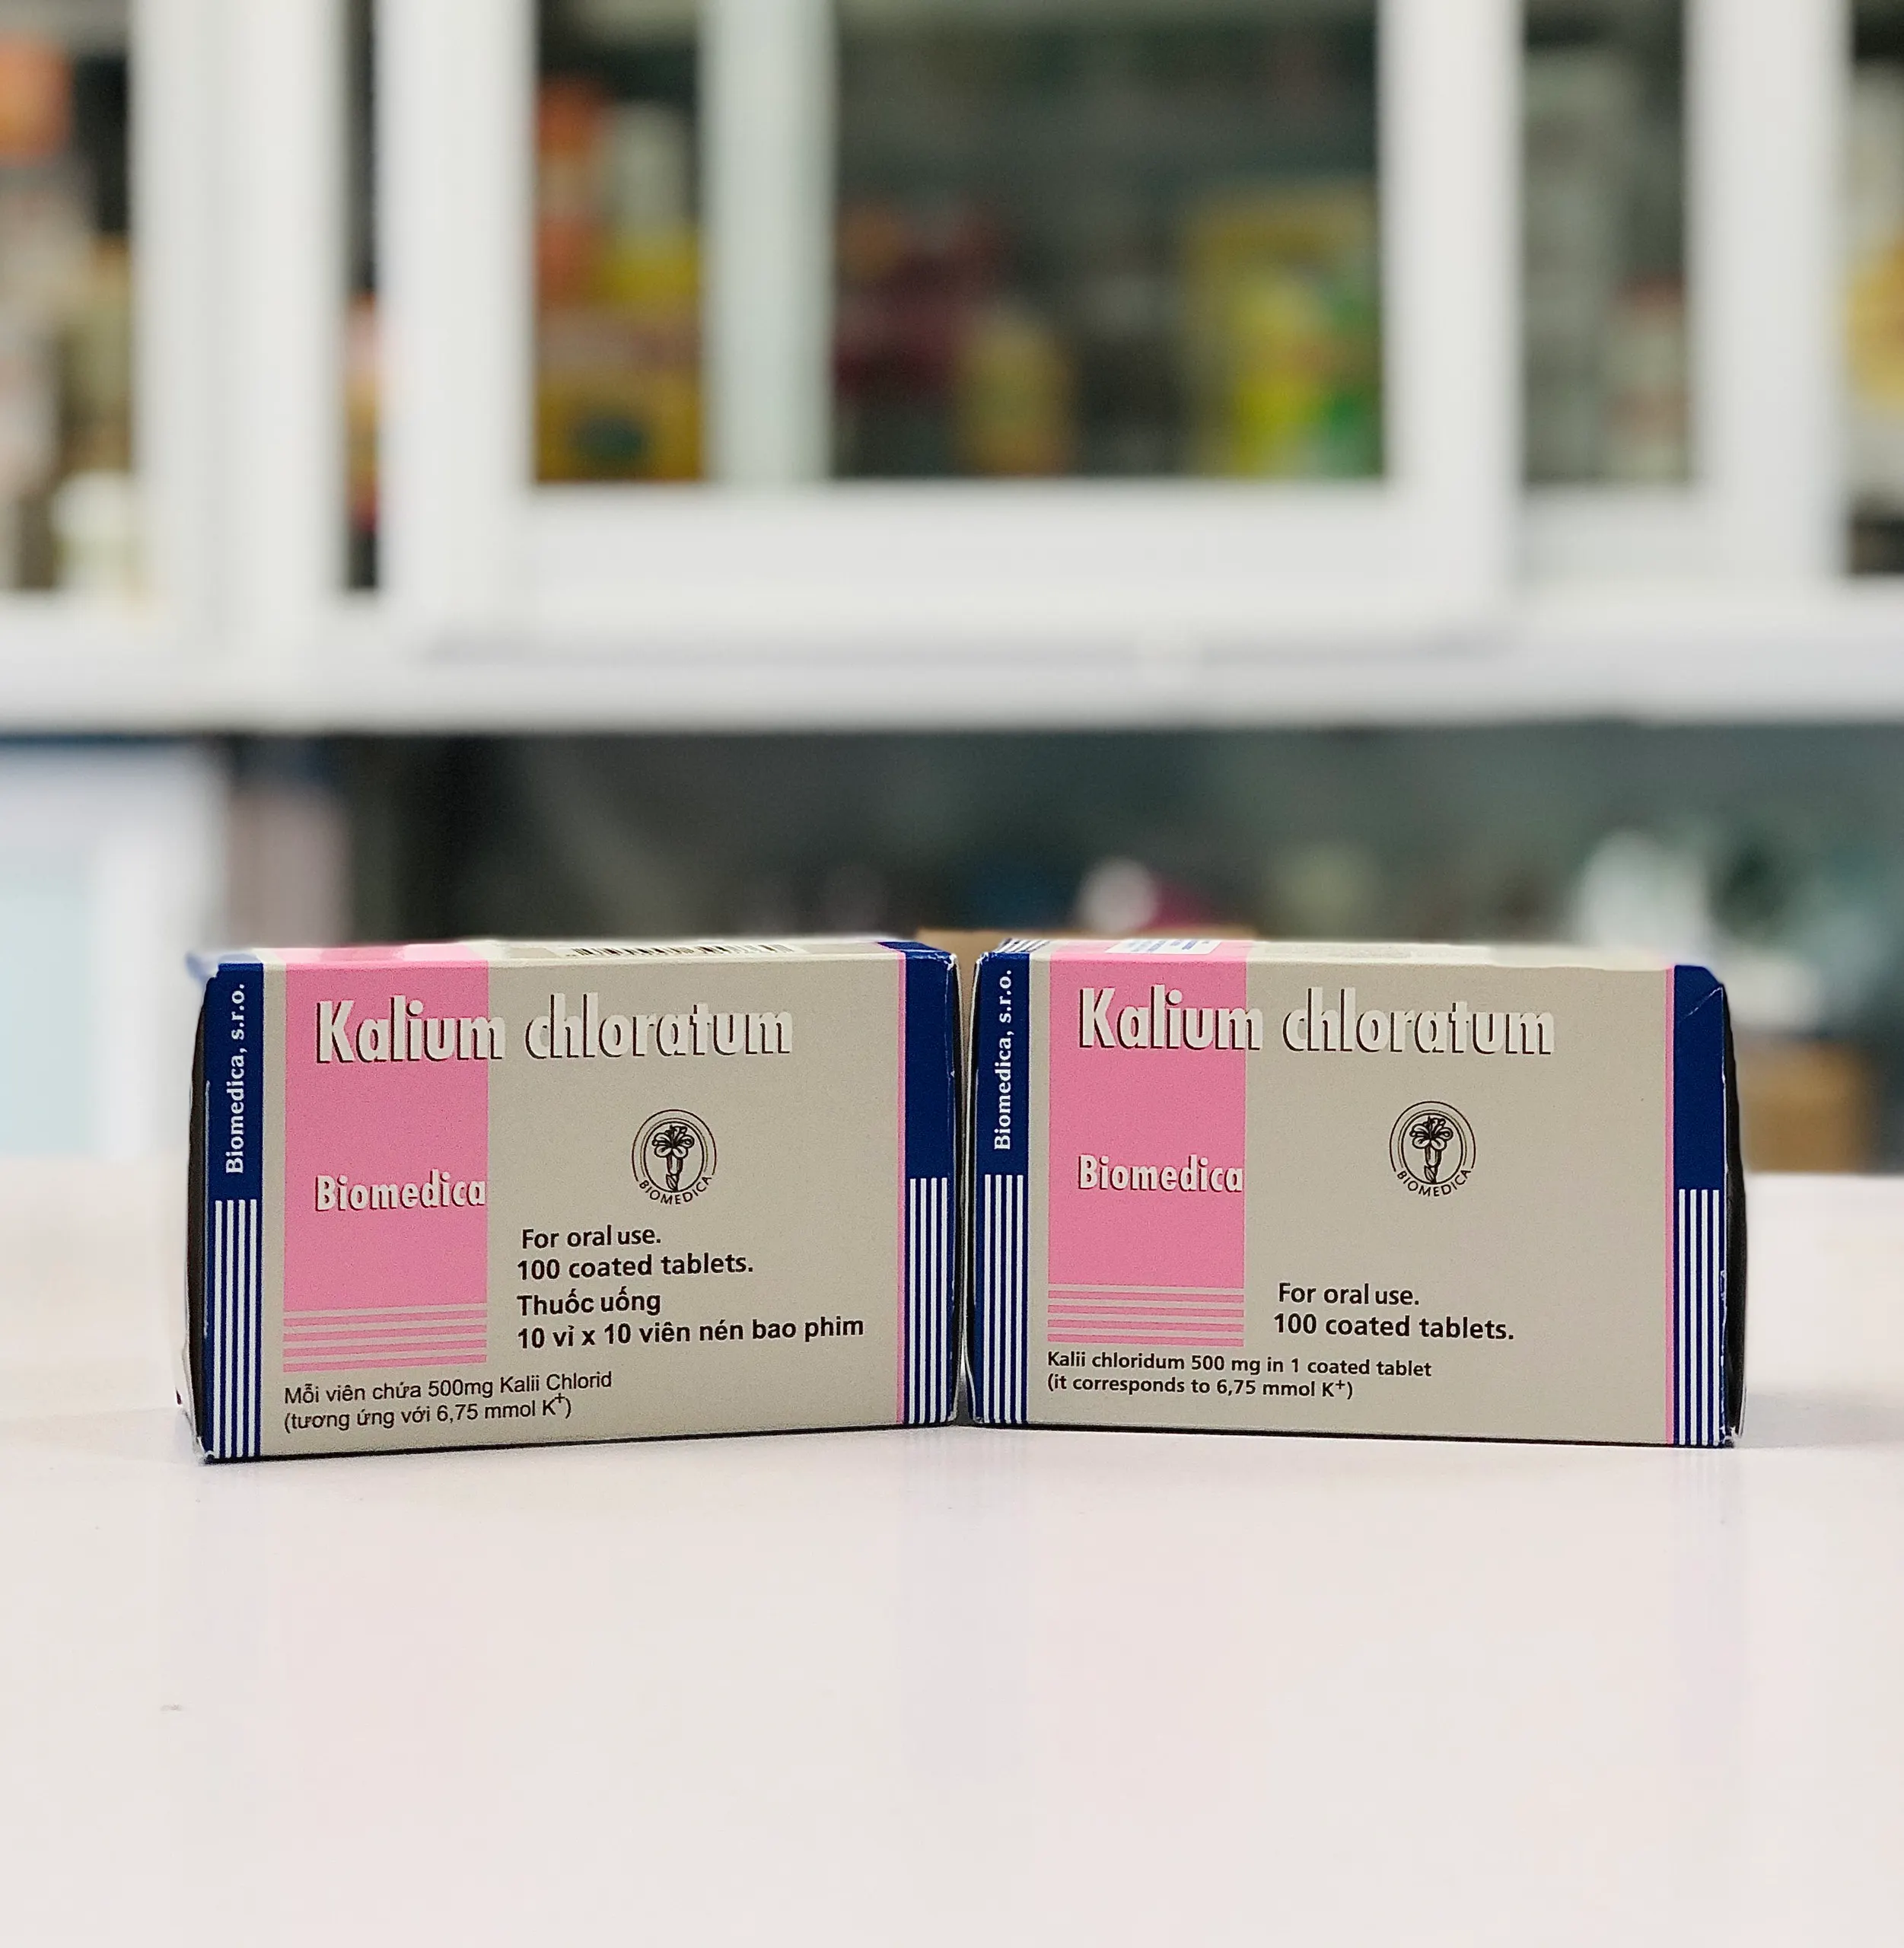 Biomedica, s.r.o.
Kalium chloratum
Biomedica
BIOMEDICA
For oral use.
100 coated tablets.
Thuốc uống
10 vỉ x 10 viên nén bao phim
Mỗi viên chứa 500mg Kalii Chlorid
(tương ứng với 6,75 mmol K⁺)
Biomedica, s.r.o.
Kalium chloratum
Biomedica
BIOMEDICA
For oral use.
100 coated tablets.
Kalii chloridum 500 mg in 1 coated tablet
(it corresponds to 6,75 mmol K⁺)